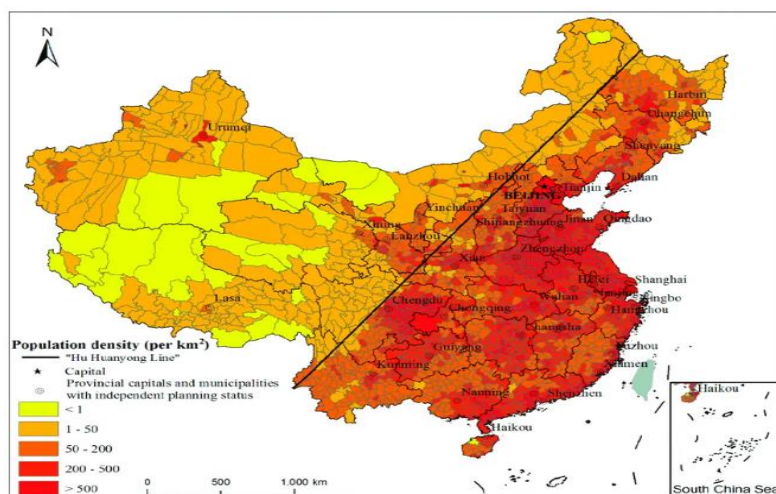 N
Harbin
Changchun
Urumqi
Shenyang
Hohhot
Dalian
BEIJING
Tianjin
Yinchuan
Taiyuan
Shijiangzhuang
Jinan
Qingdao
Xining
Lanzhou
Zhengzhou
Xian
Hefei
Shanghai
Lasa
Chengdu
Wuhan
Ningbo
Chongqing
Hangzhou
Changsha
Guiyang
Kunming
Nanning
Shenzhen
Haikou
Population density (per km²)
"Hu Huanyong Line"
Capital
Provincial capitals and municipalities
with independent planning status
< 1
1 - 50
50 - 200
200 - 500
> 500
0 500 1,000 km
Haikou
South China Sea